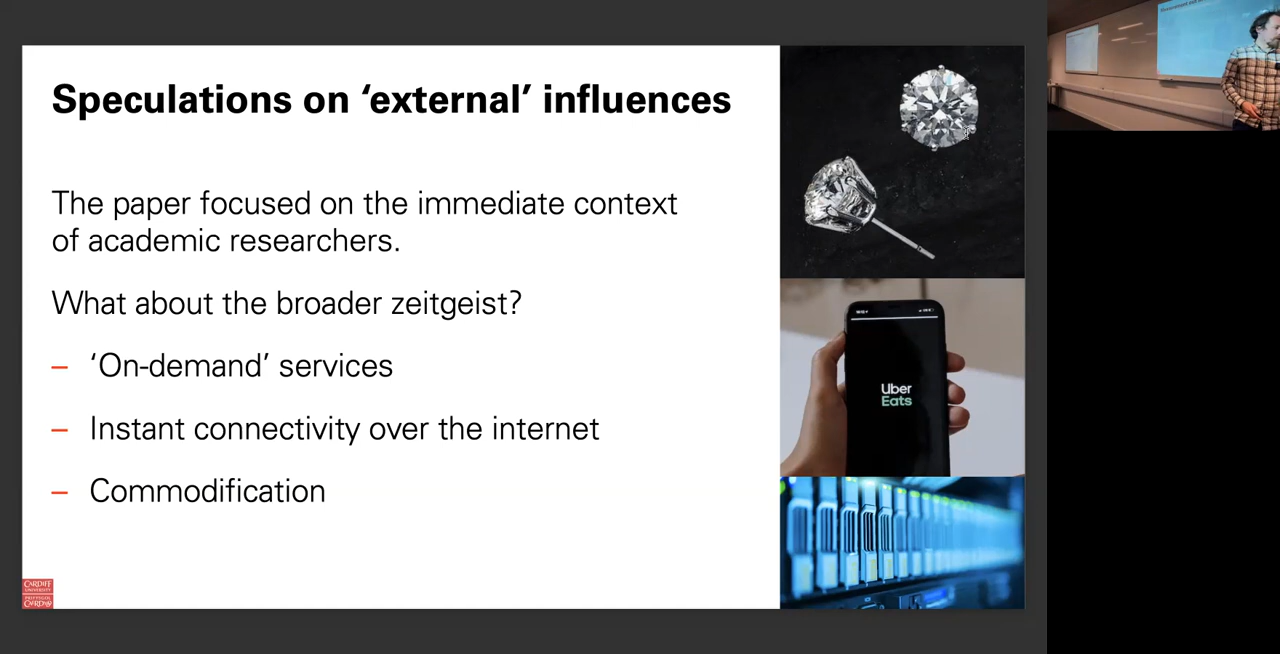 Speculations on ‘external’ influences
The paper focused on the immediate context
of academic researchers.
What about the broader zeitgeist?
– ‘On-demand’ services
– Instant connectivity over the internet
– Commodification
Uber
Eats
CARDIFF
UNIVERSITY
PRIFYSGOL
CAERDYDD